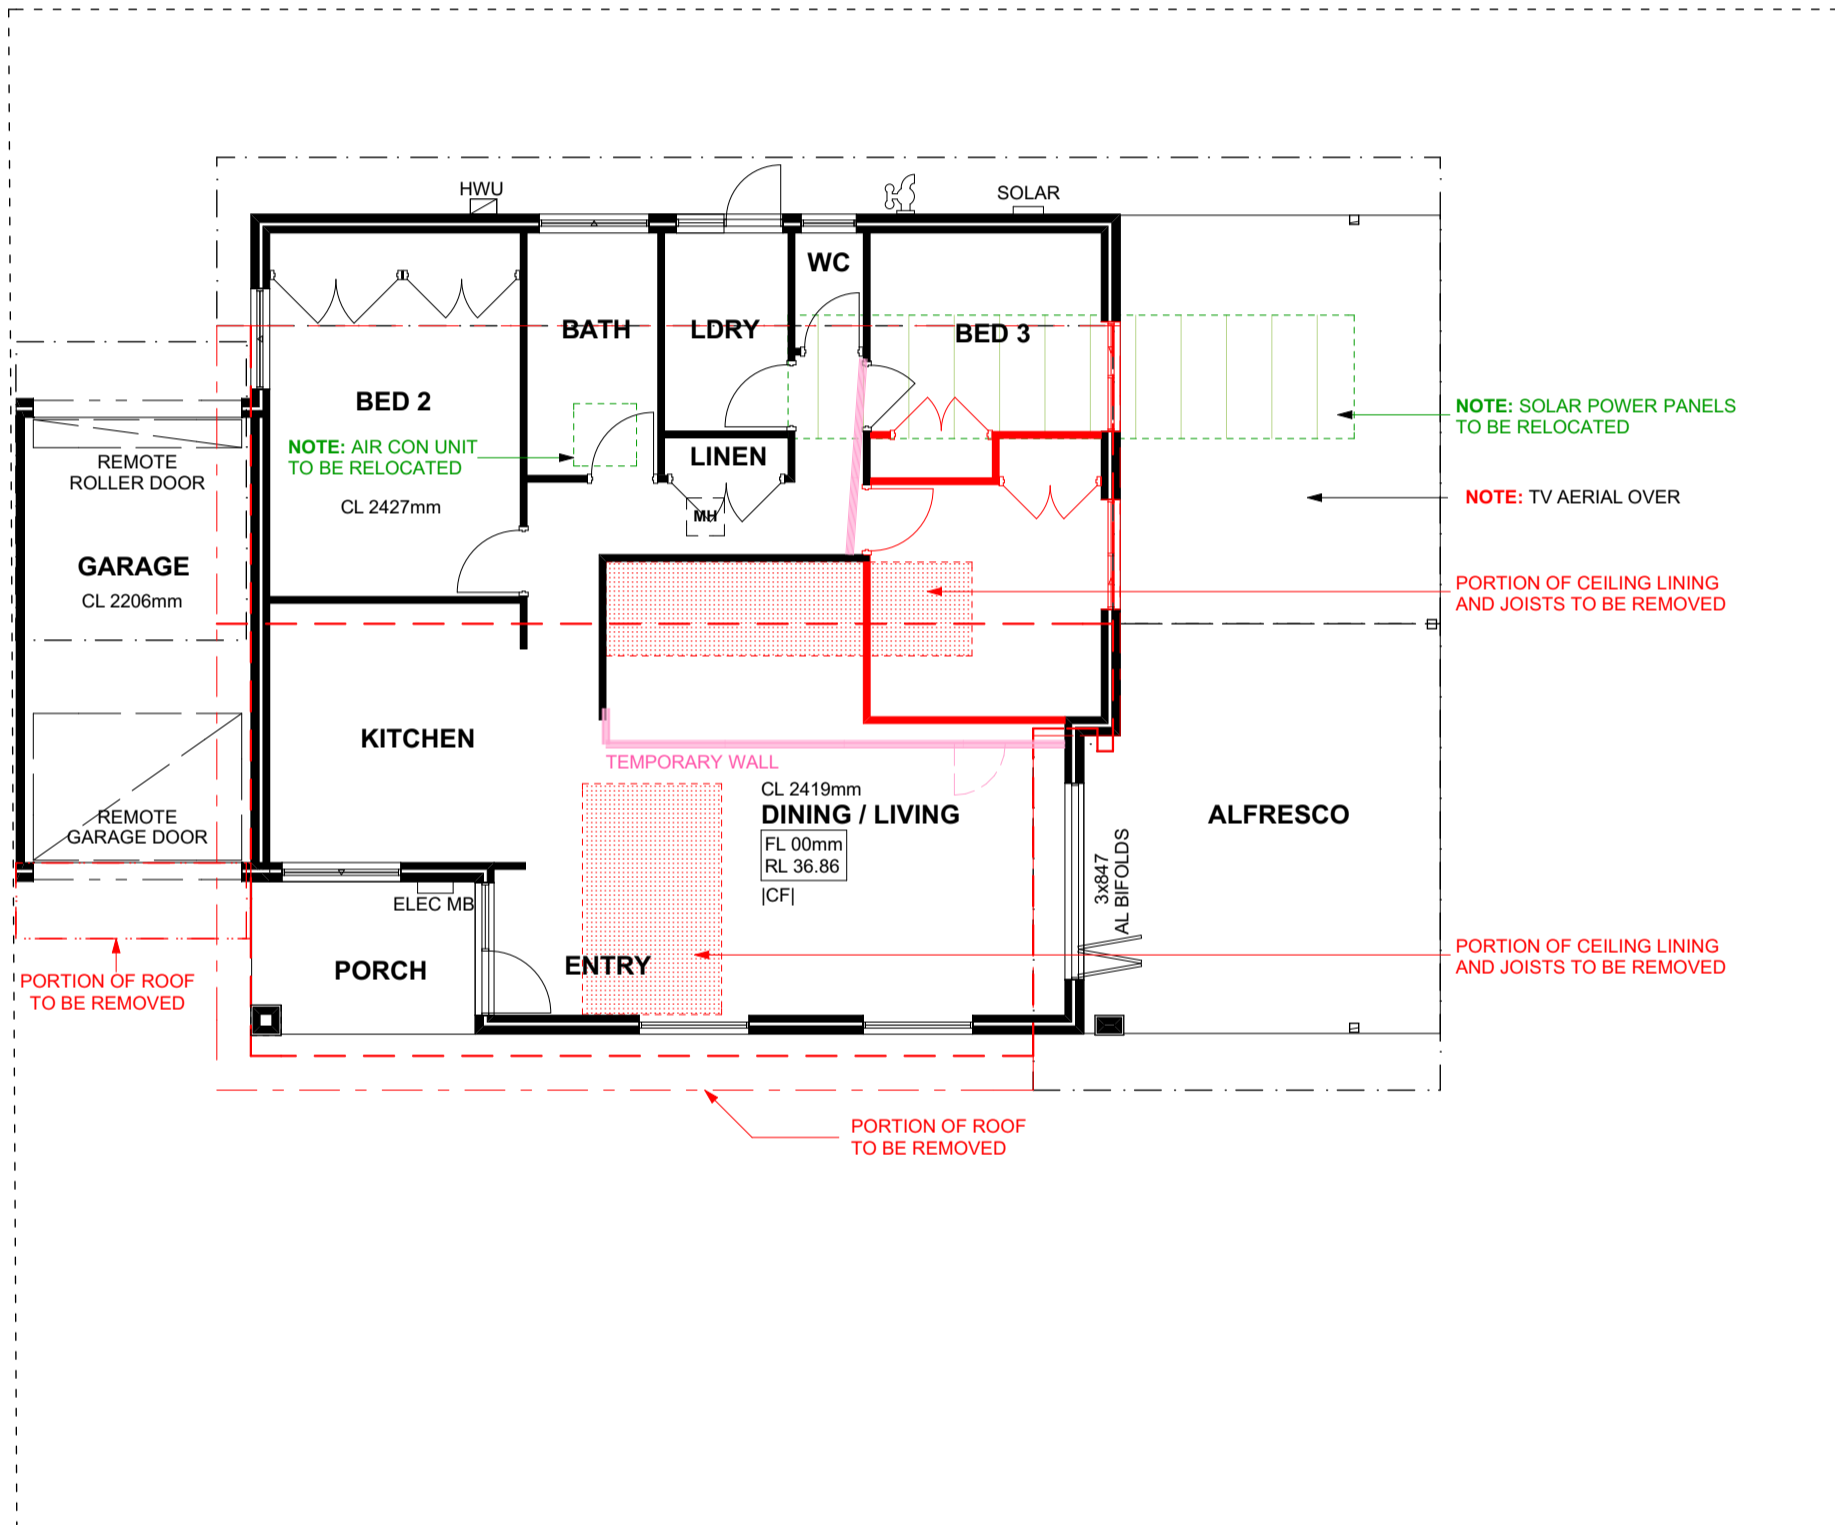 HWU
SOLAR
WC
BATH
LDRY
BED 3
BED 2
NOTE: SOLAR POWER PANELS
TO BE RELOCATED
NOTE: AIR CON UNIT
TO BE RELOCATED
LINEN
REMOTE
ROLLER DOOR
CL 2427mm
MH
NOTE: TV AERIAL OVER
GARAGE
CL 2206mm
PORTION OF CEILING LINING
AND JOISTS TO BE REMOVED
KITCHEN
TEMPORARY WALL
CL 2419mm
DINING / LIVING
FL 00mm
RL 36.86
|CF|
ALFRESCO
REMOTE
GARAGE DOOR
3x847
AL BIFOLDS
ELEC MB
PORCH
ENTRY
PORTION OF CEILING LINING
AND JOISTS TO BE REMOVED
PORTION OF ROOF
TO BE REMOVED
PORTION OF ROOF
TO BE REMOVED